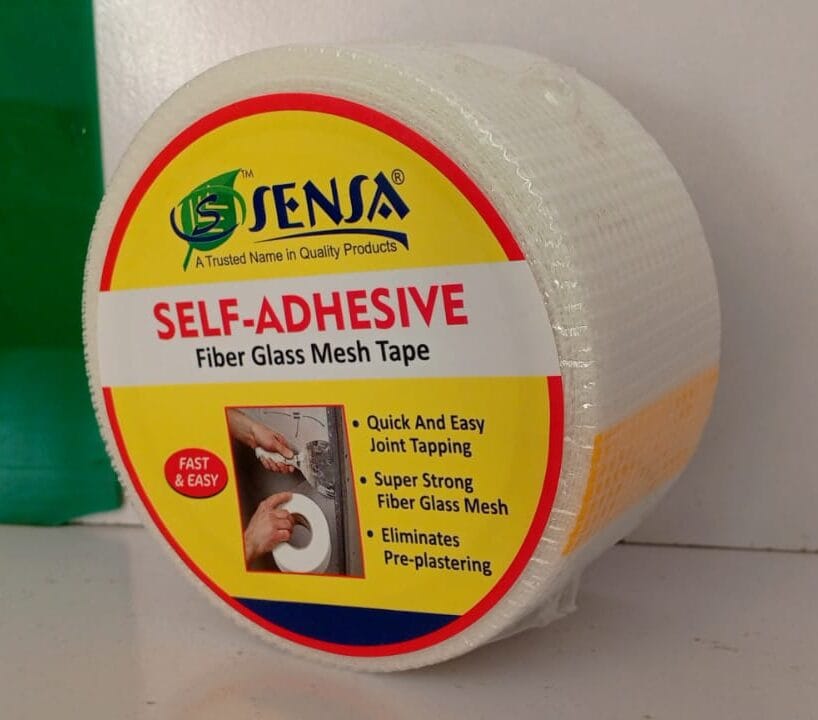 TM
SENSA®
A Trusted Name in Quality Products
SELF-ADHESIVE
Fiber Glass Mesh Tape
FAST
& EASY
• Quick And Easy
Joint Tapping
• Super Strong
Fiber Glass Mesh
• Eliminates
Pre-plastering